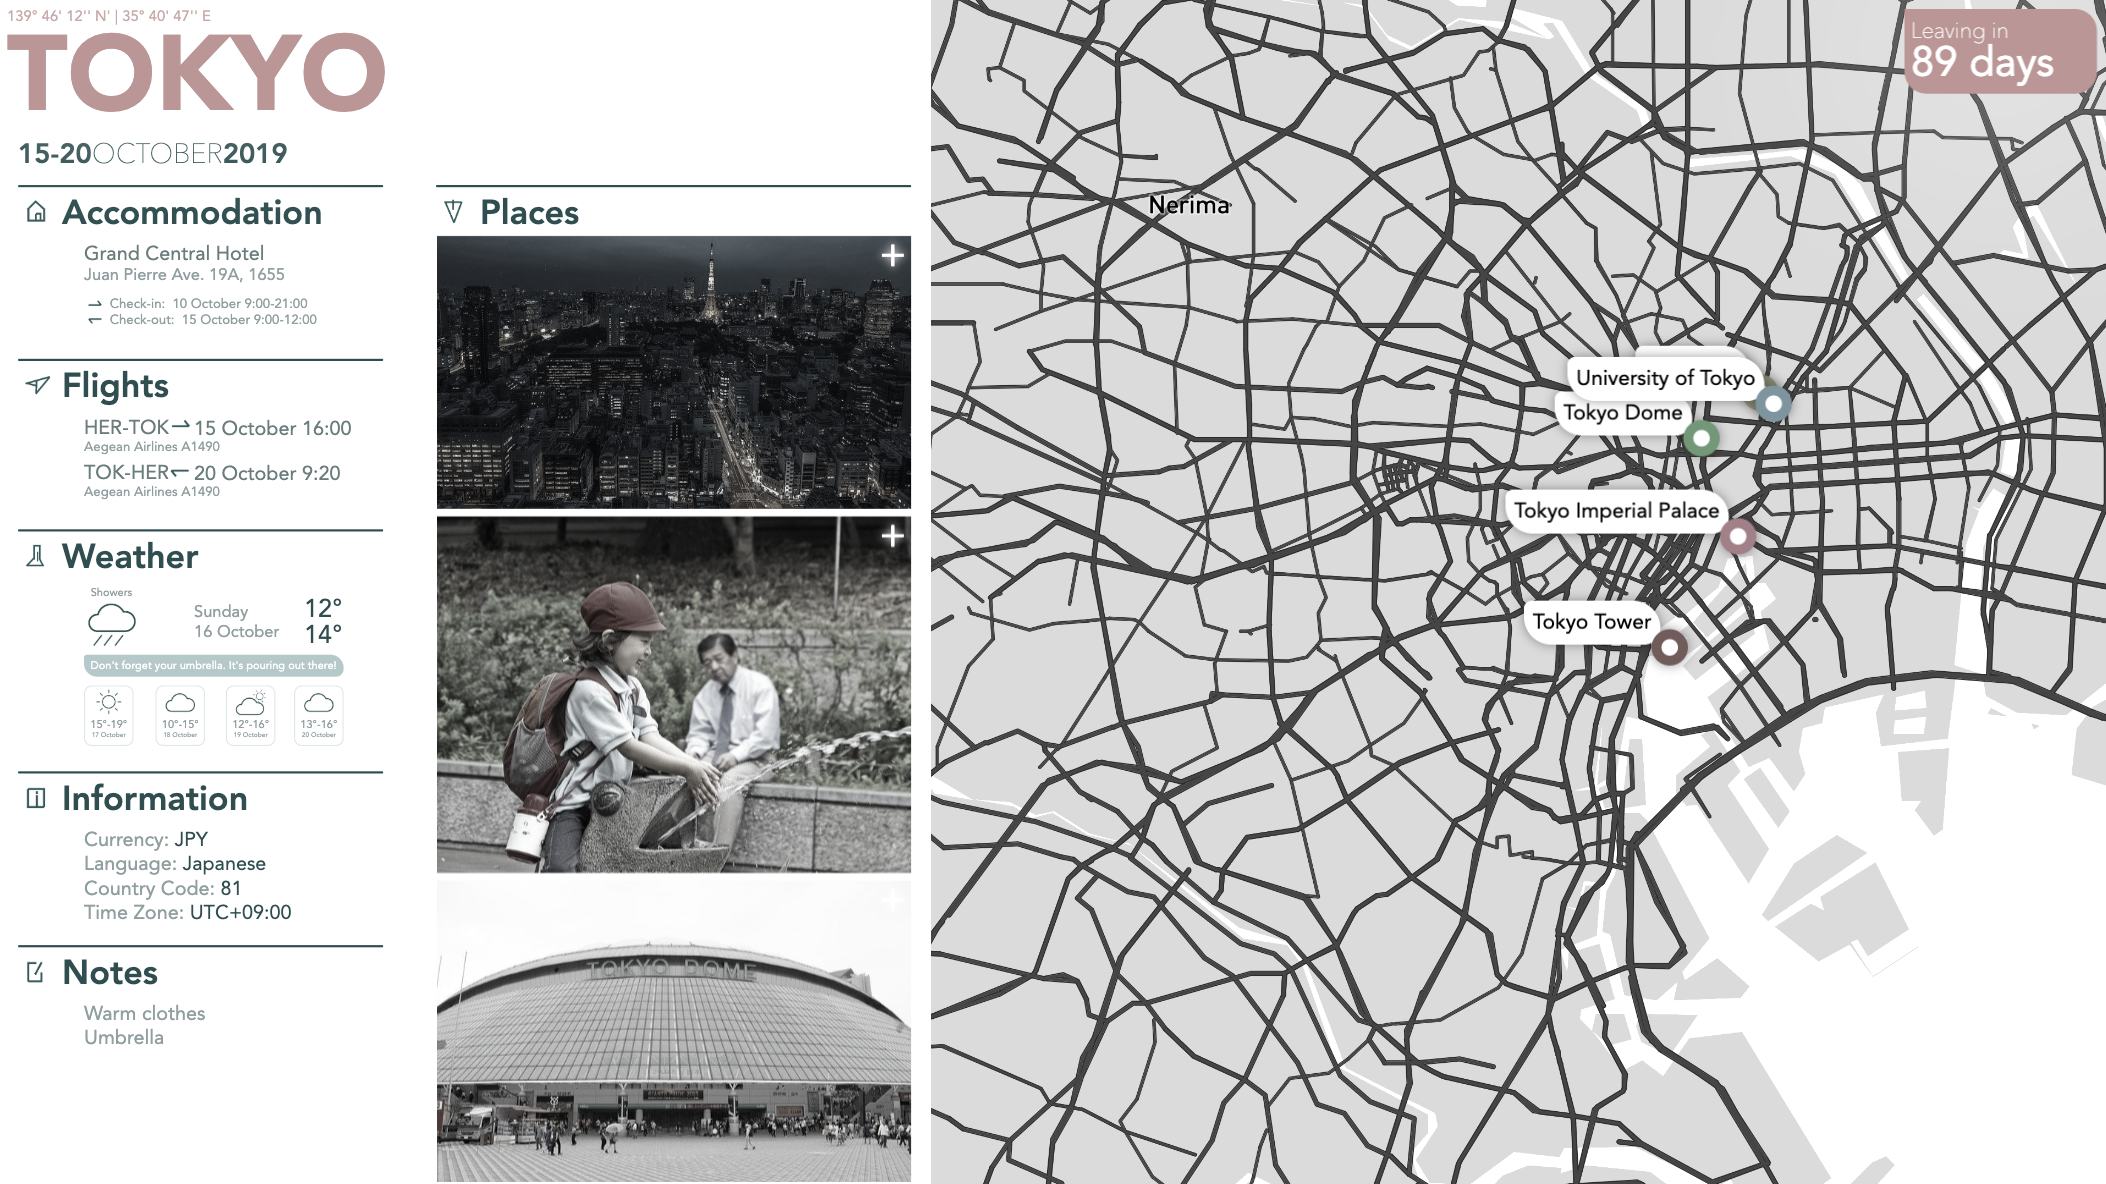 139° 46' 12'' N' | 35° 40' 47'' E
TOKYO
15-20OCTOBER2019
Accommodation
Grand Central Hotel
Juan Pierre Ave. 19A, 1655
Check-in: 10 October 9:00-21:00
Check-out: 15 October 9:00-12:00
Flights
HER-TOK 15 October 16:00
Aegean Airlines A1490
TOK-HER 20 October 9:20
Aegean Airlines A1490
Weather
Showers
Sunday
16 October
12°
14°
Don't forget your umbrella. It's pouring out there!
15°-19°
17 October
10°-15°
18 October
12°-16°
19 October
13°-16°
20 October
Information
Currency: JPY
Language: Japanese
Country Code: 81
Time Zone: UTC+09:00
Notes
Warm clothes
Umbrella
Places
TOKYO DOME
Leaving in
89 days
Nerima
University of Tokyo
Tokyo Dome
Tokyo Imperial Palace
Tokyo Tower